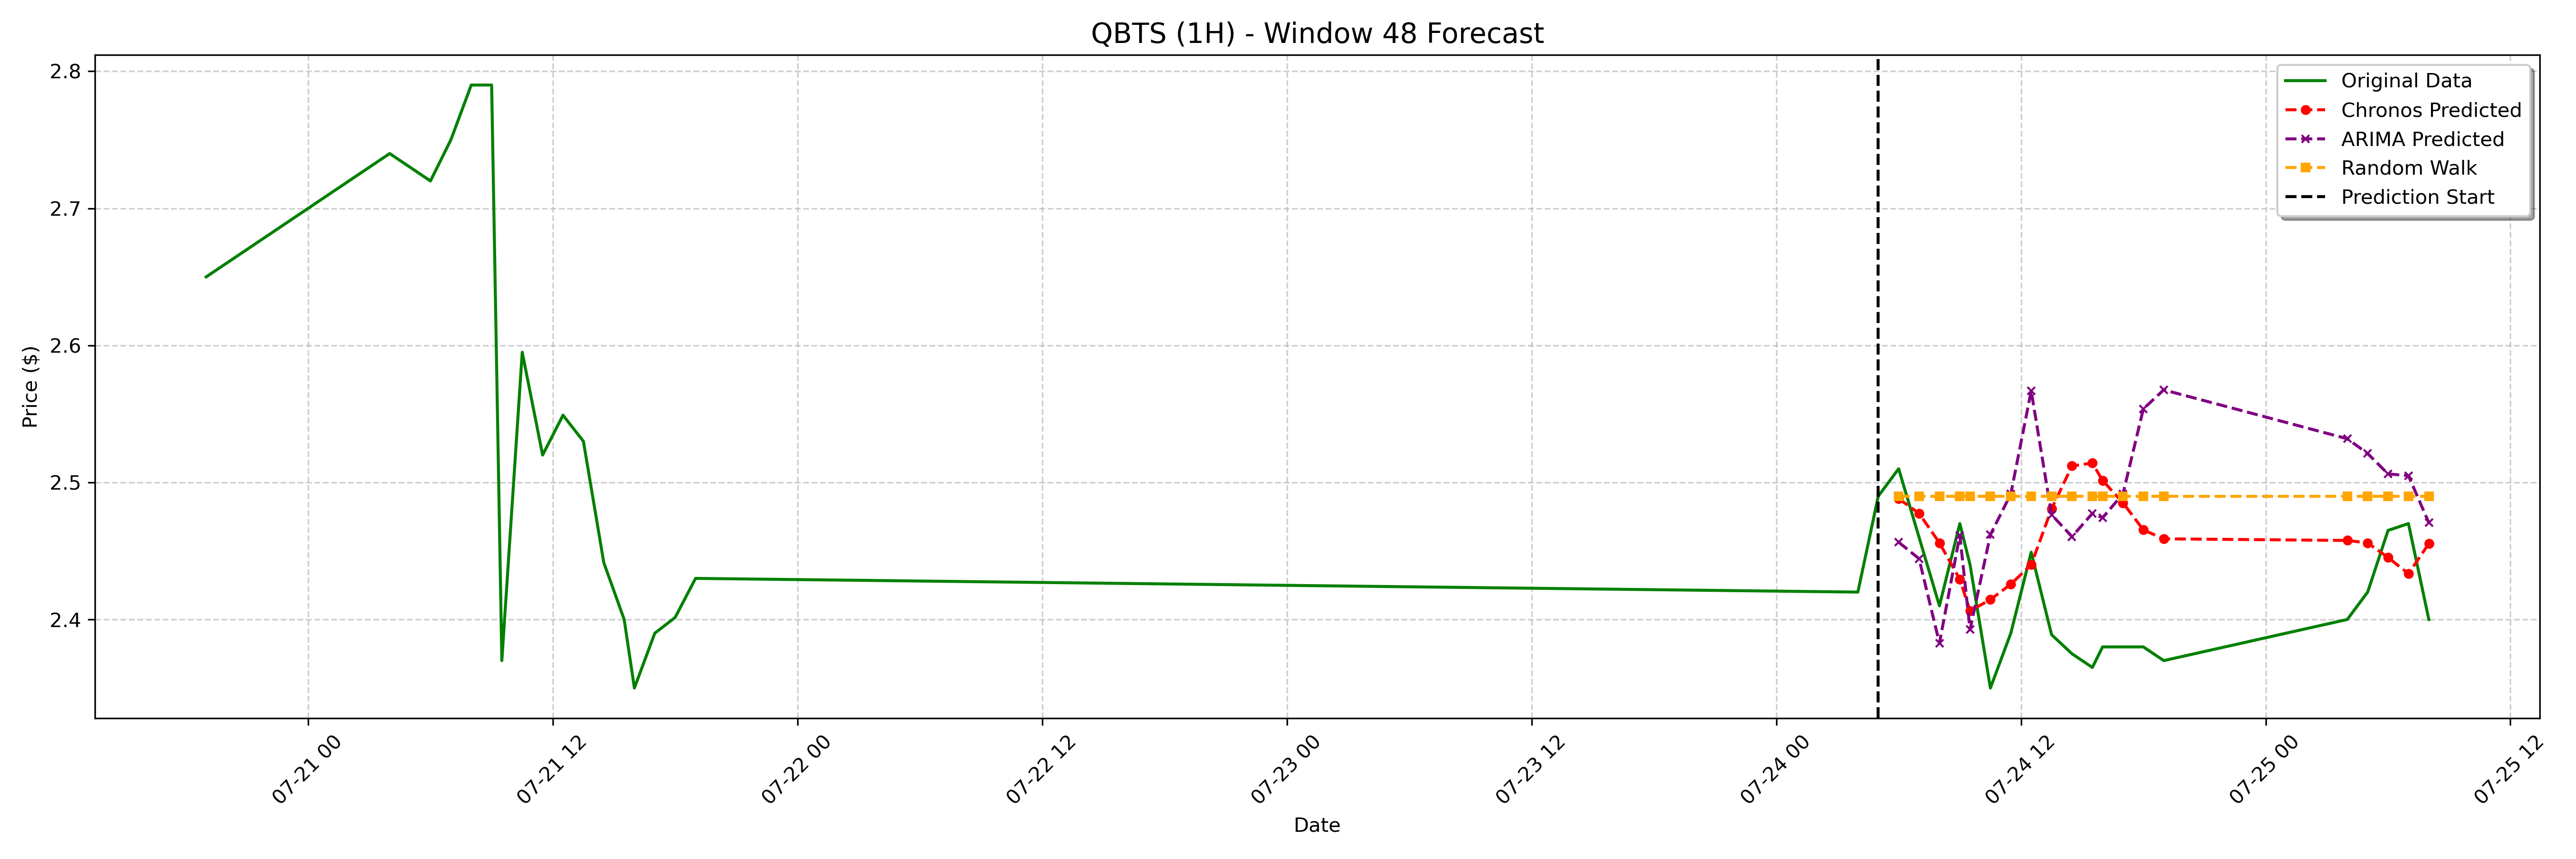 QBTS (1H) - Window 48 Forecast
Original Data
Chronos Predicted
ARIMA Predicted
Random Walk
Prediction Start
Price ($)
2.8
2.7
2.6
2.5
2.4
07-21 00
07-21 12
07-22 00
07-22 12
07-23 00
07-23 12
07-24 00
07-24 12
07-25 00
07-25 12
Date